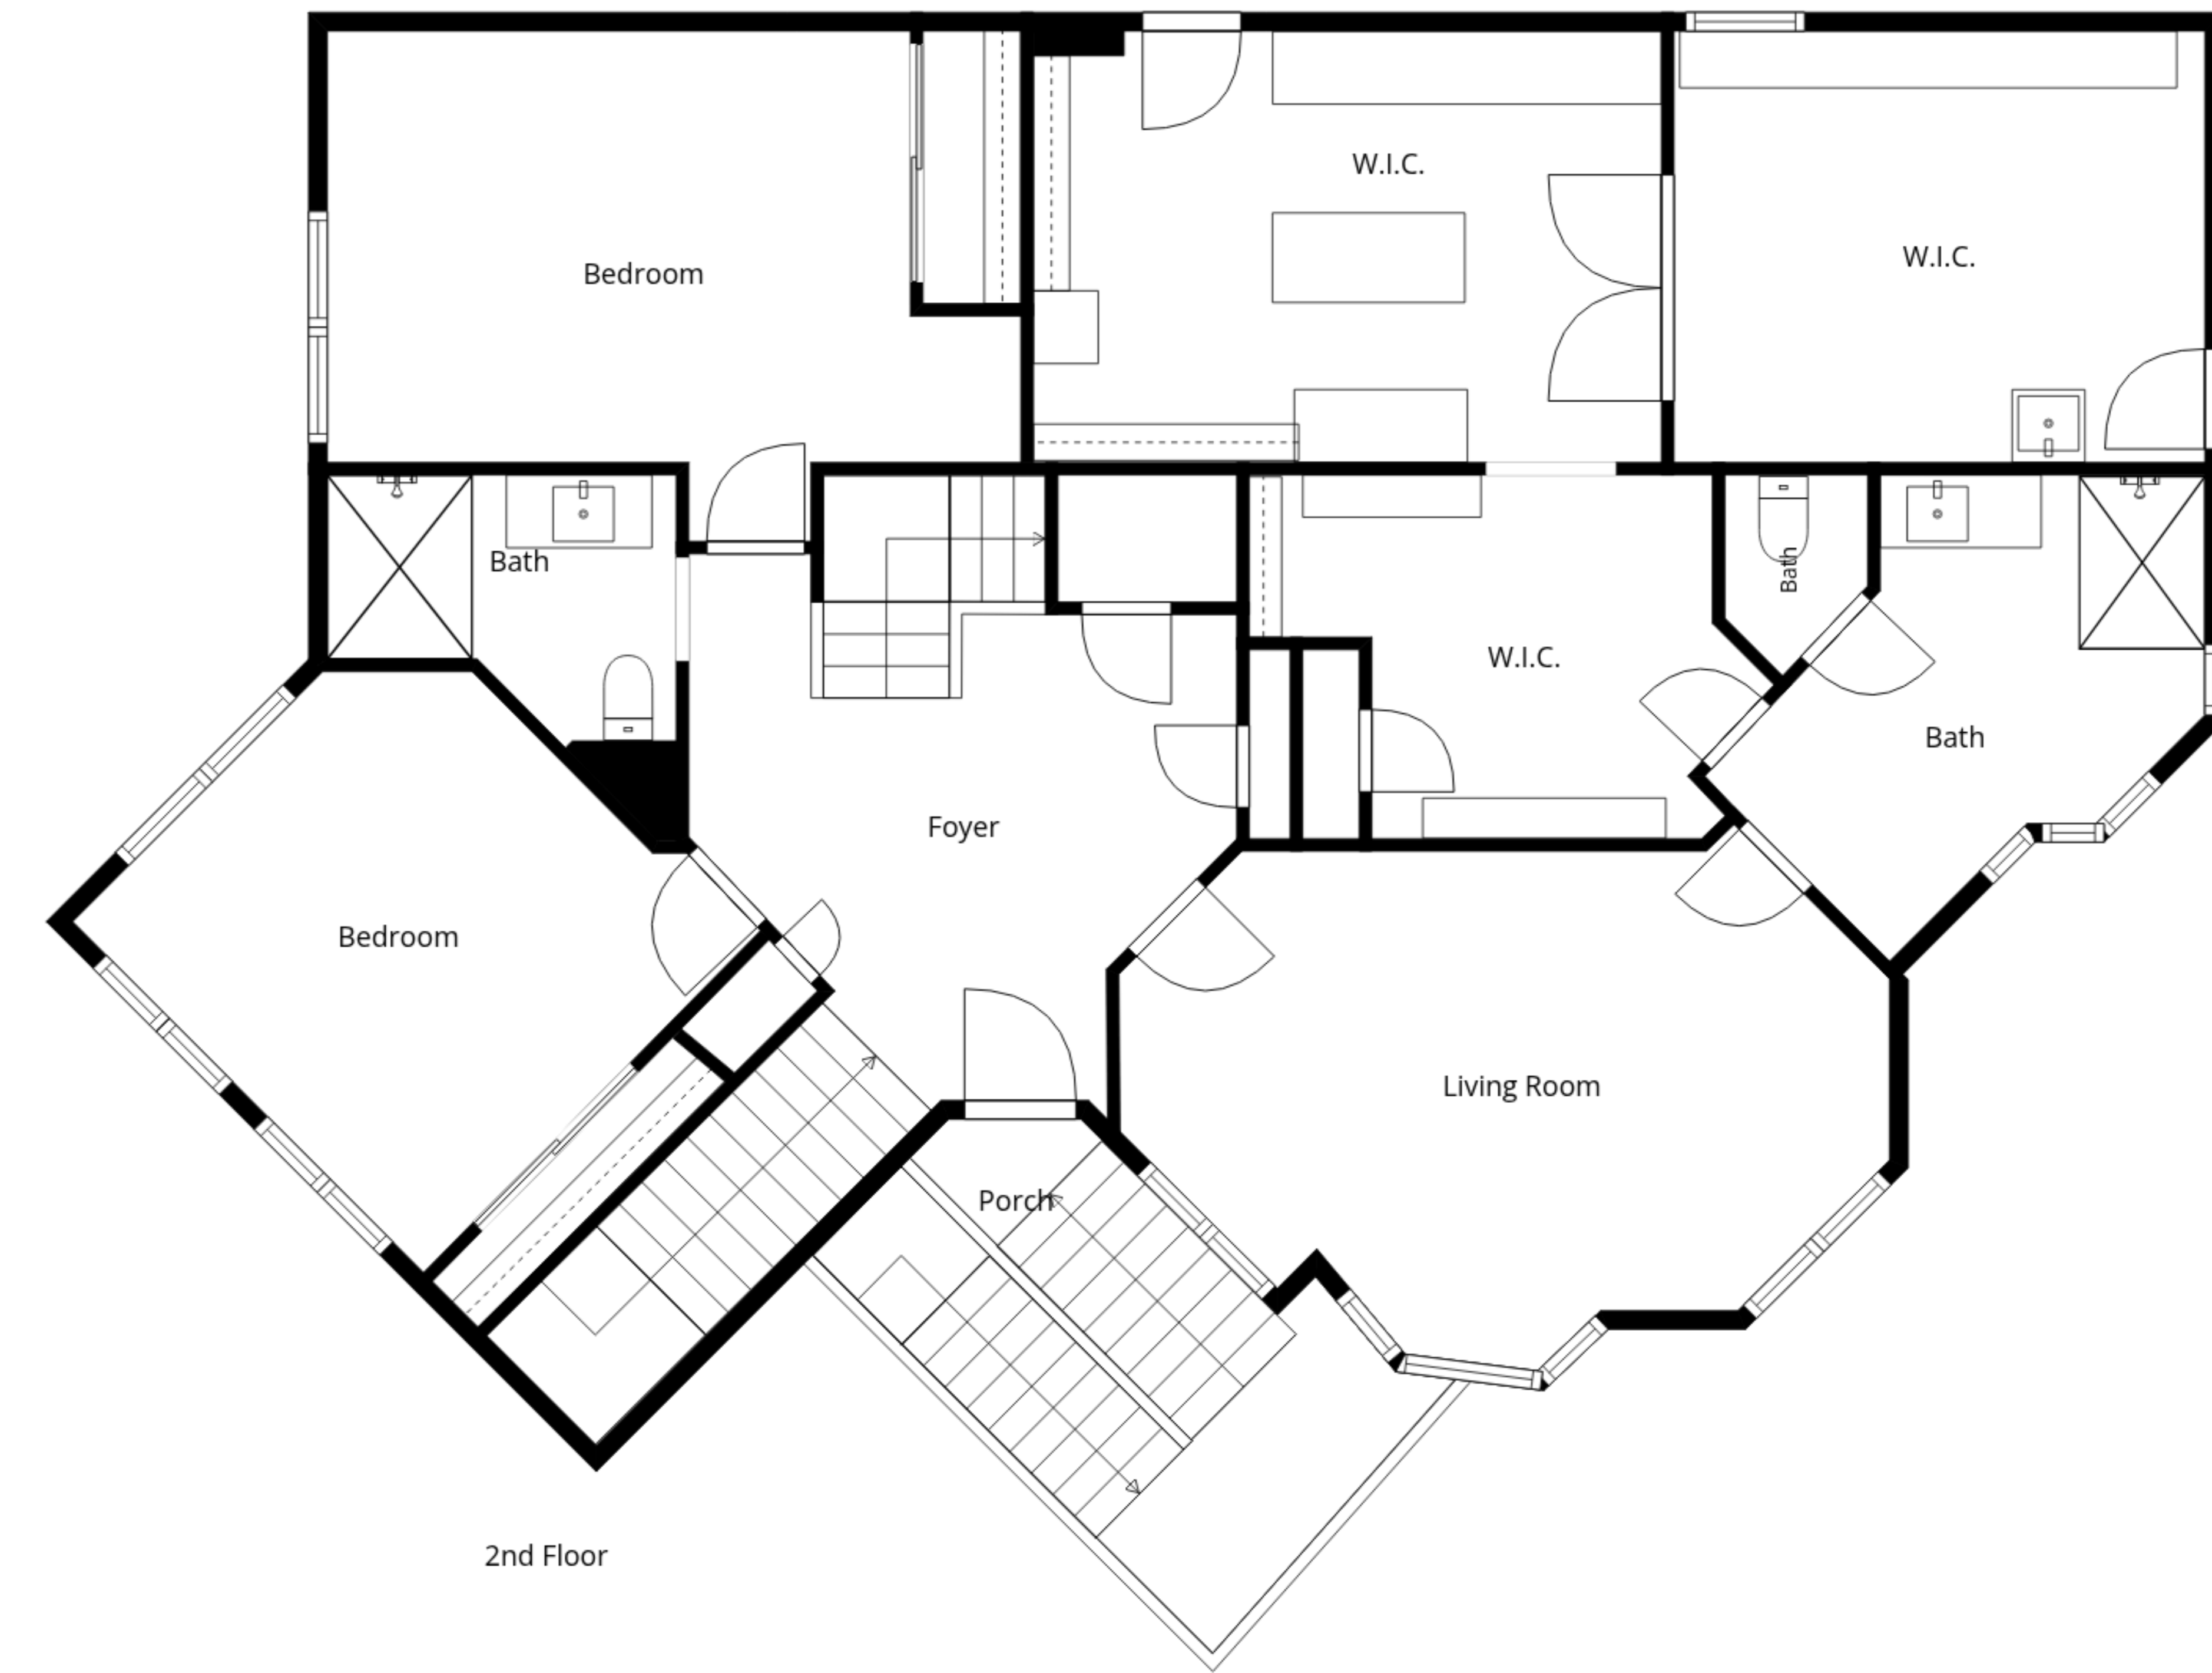 W.I.C.
W.I.C.
Bedroom
Bath
Bath
W.I.C.
Bath
Foyer
Bedroom
Living Room
Porch
2nd Floor